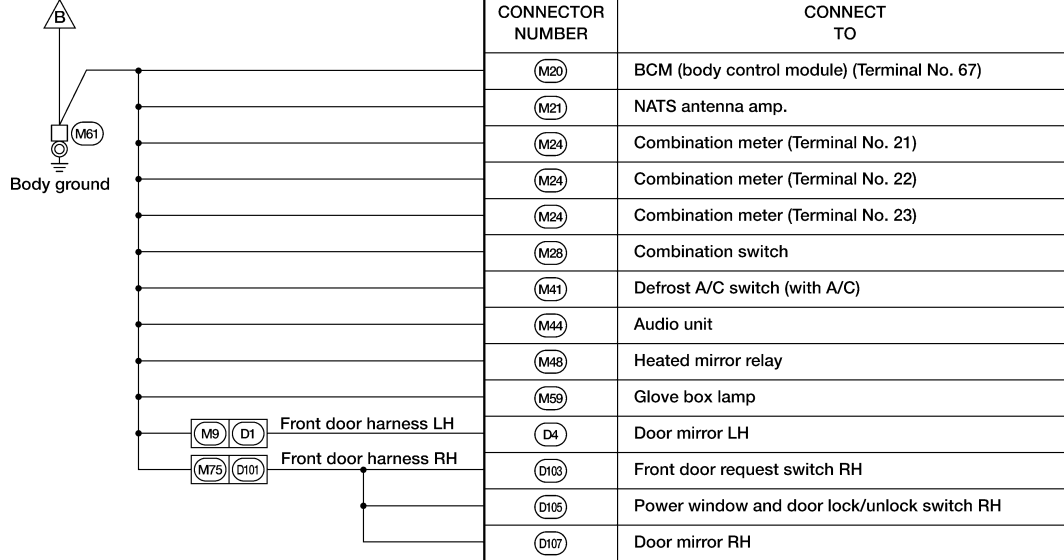 B
M61
Body ground
CONNECTOR NUMBER
CONNECT TO
M20 BCM (body control module) (Terminal No. 67)
M21 NATS antenna amp.
M24 Combination meter (Terminal No. 21)
M24 Combination meter (Terminal No. 22)
M24 Combination meter (Terminal No. 23)
M28 Combination switch
M41 Defrost A/C switch (with A/C)
M44 Audio unit
M48 Heated mirror relay
M59 Glove box lamp
M9 D1 Front door harness LH D4 Door mirror LH
M75 D101 Front door harness RH D103 Front door request switch RH
D105 Power window and door lock/unlock switch RH
D107 Door mirror RH